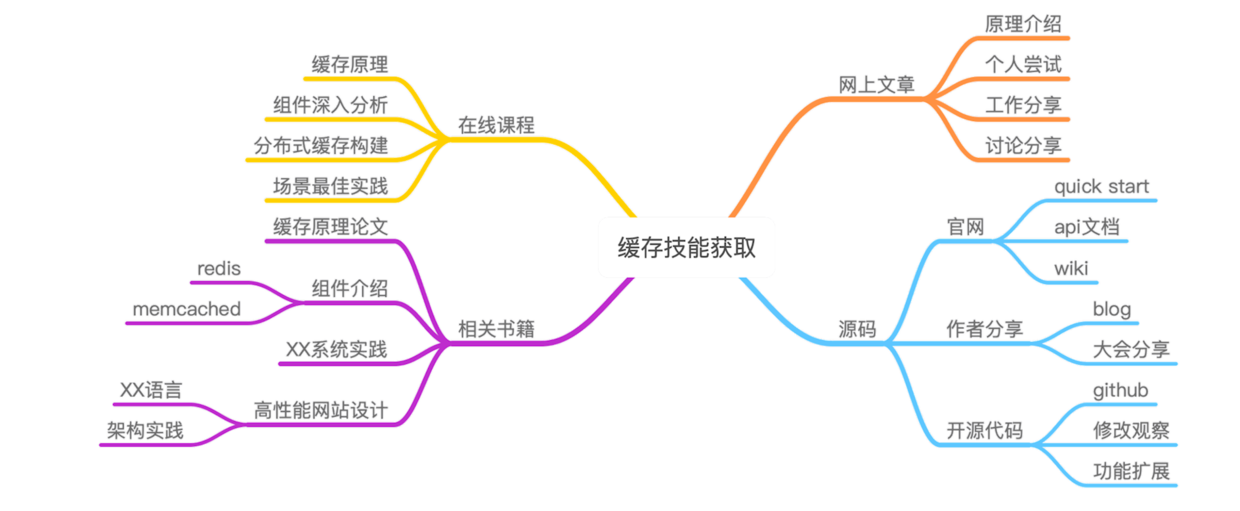 缓存技能获取
网上文章
原理介绍
个人尝试
工作分享
讨论分享
源码
官网
quick start
api文档
wiki
作者分享
blog
大会分享
开源代码
github
修改观察
功能扩展
在线课程
缓存原理
组件深入分析
分布式缓存构建
场景最佳实践
相关书籍
缓存原理论文
组件介绍
redis
memcached
XX系统实践
高性能网站设计
XX语言
架构实践